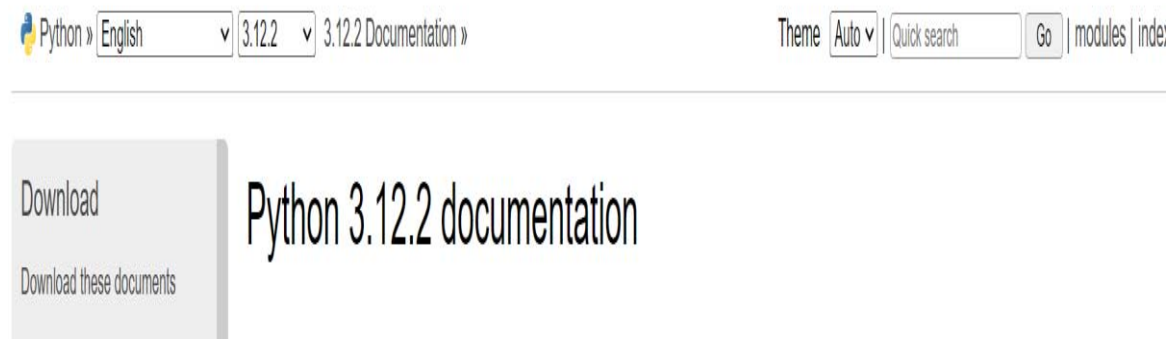 Python » English 3.12.2 3.12.2 Documentation » Theme Auto | Quick search Go | modules | index
Download
Python 3.12.2 documentation
Download these documents